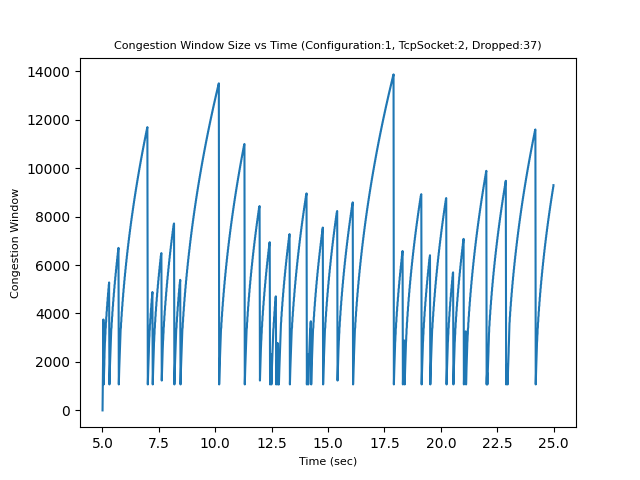 Congestion Window Size vs Time (Configuration:1, TcpSocket:2, Dropped:37)
14000
12000
10000
8000
6000
4000
2000
0
Congestion Window
5.0 7.5 10.0 12.5 15.0 17.5 20.0 22.5 25.0
Time (sec)